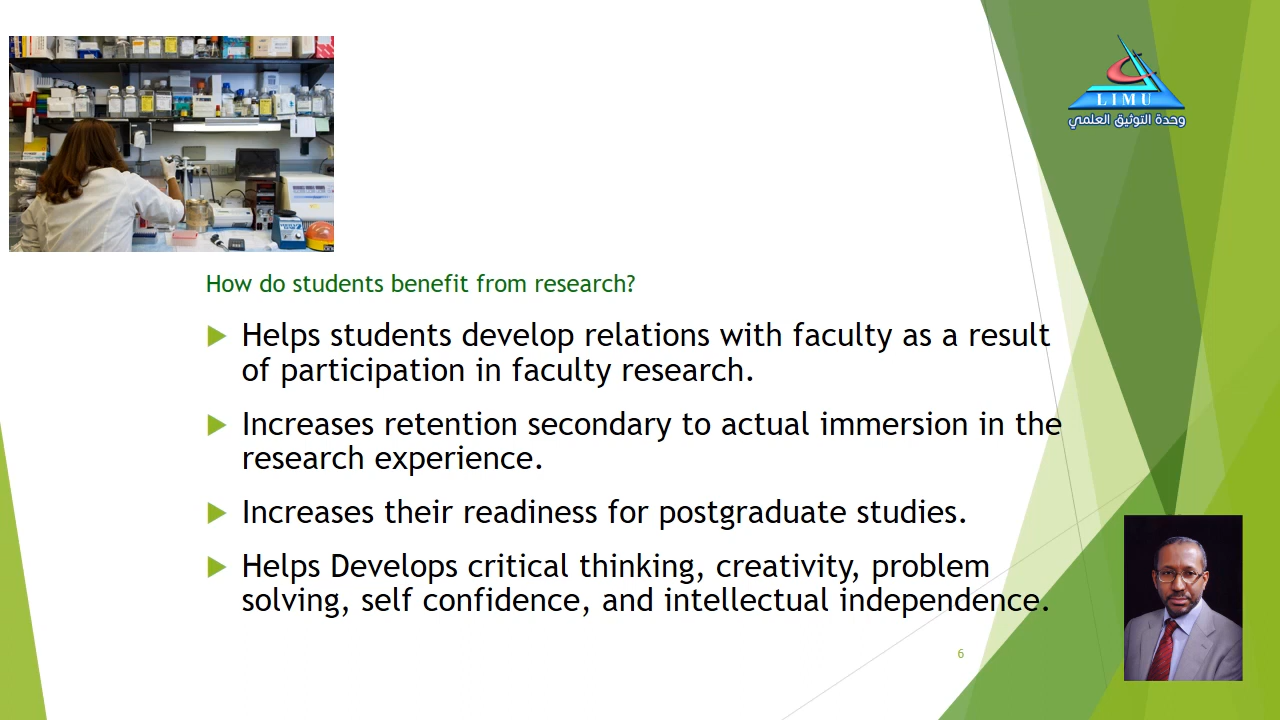 LIMU
وحدة التوثيق العلمي
How do students benefit from research?
Helps students develop relations with faculty as a result
of participation in faculty research.
Increases retention secondary to actual immersion in the
research experience.
Increases their readiness for postgraduate studies.
Helps Develops critical thinking, creativity, problem
solving, self confidence, and intellectual independence.
6